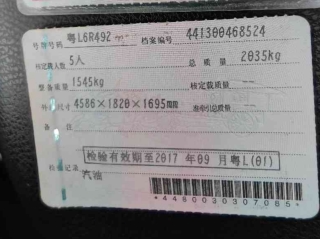 号牌号码 粤L6R492 档案编号 441300468524
核定载人数 5人 总质量 2035kg
整备质量 1545kg 核定载质量 --
外廓尺寸 4586×1820×1695mm 准牵引总质量 --
备注
检验有效期至2017年09月粤L(01)
检验记录 汽油
*4480030307085*